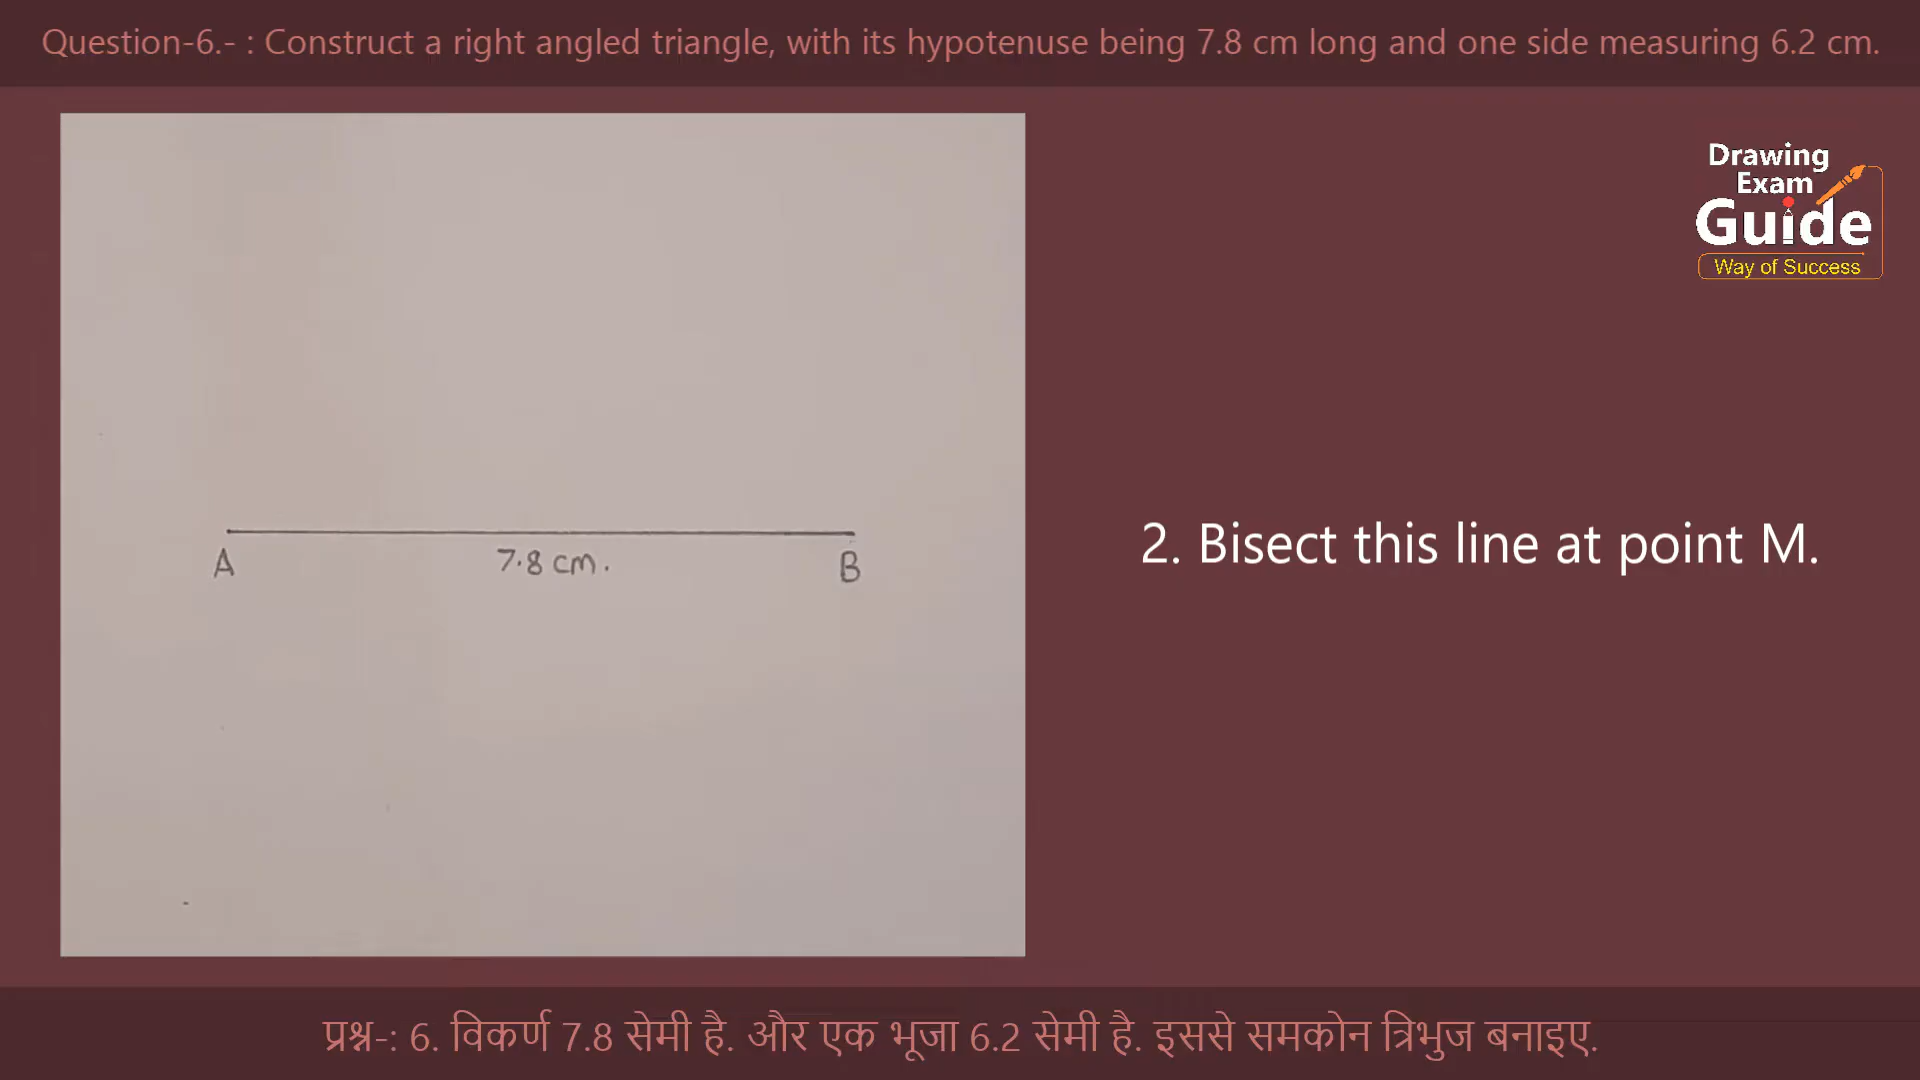 Question-6.- : Construct a right angled triangle, with its hypotenuse being 7.8 cm long and one side measuring 6.2 cm.
Drawing
Exam
Guide
Way of Success
A 7.8 cm. B
2. Bisect this line at point M.
प्रश्न-: 6. विकर्ण 7.8 सेमी है. और एक भूजा 6.2 सेमी है. इससे समकोन त्रिभुज बनाइए.